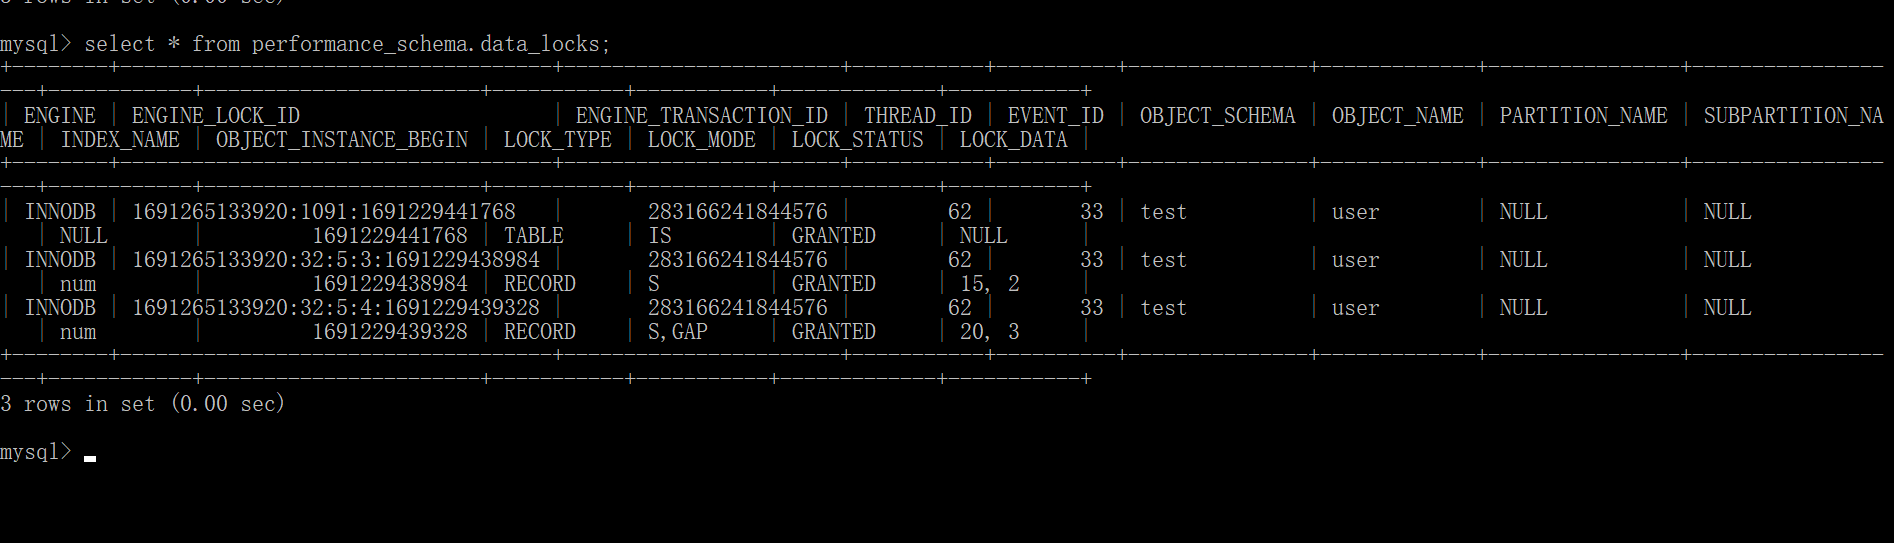 mysql> select * from performance_schema.data_locks;
+--------+------------------------------------+-----------------------+-----------+----------+---------------+-------------+----------------+----------------
---+------------+-----------------------+-----------+-----------+-------------+-----------+
| ENGINE | ENGINE_LOCK_ID                     | ENGINE_TRANSACTION_ID | THREAD_ID | EVENT_ID | OBJECT_SCHEMA | OBJECT_NAME | PARTITION_NAME | SUBPARTITION_NA
ME | INDEX_NAME | OBJECT_INSTANCE_BEGIN | LOCK_TYPE | LOCK_MODE | LOCK_STATUS | LOCK_DATA |
+--------+------------------------------------+-----------------------+-----------+----------+---------------+-------------+----------------+----------------
---+------------+-----------------------+-----------+-----------+-------------+-----------+
| INNODB | 1691265133920:1091:1691229441768   |       283166241844576 |        62 |       33 | test          | user        | NULL           | NULL
   | NULL       |         1691229441768 | TABLE     | IS        | GRANTED     | NULL      |
| INNODB | 1691265133920:32:5:3:1691229438984 |       283166241844576 |        62 |       33 | test          | user        | NULL           | NULL
   | num        |         1691229438984 | RECORD    | S         | GRANTED     | 15, 2     |
| INNODB | 1691265133920:32:5:4:1691229439328 |       283166241844576 |        62 |       33 | test          | user        | NULL           | NULL
   | num        |         1691229439328 | RECORD    | S,GAP     | GRANTED     | 20, 3     |
+--------+------------------------------------+-----------------------+-----------+----------+---------------+-------------+----------------+----------------
---+------------+-----------------------+-----------+-----------+-------------+-----------+
3 rows in set (0.00 sec)
mysql>